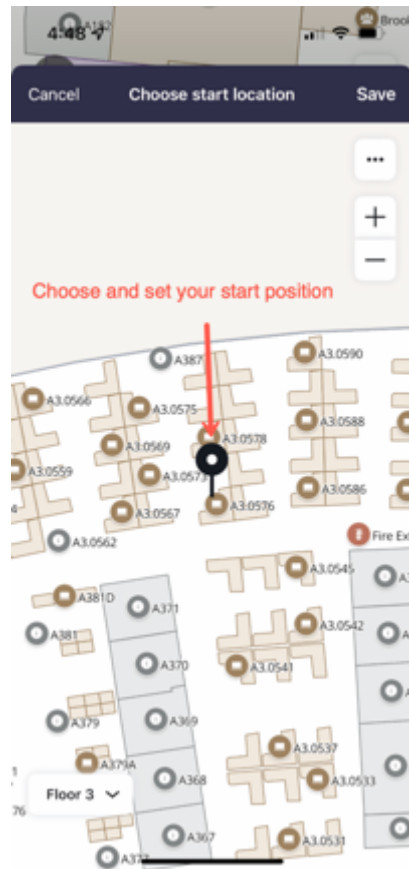 A182
Brook
4:48
Cancel
Choose start location
Save
Choose and set your start position
A387
A3.0590
A3.0566
A3.0575
A3.0578
A3.0588
A3.0569
A3.0559
A3.0573
A3.0586
A3.0567
A3.0576
A3.0562
Fire Ex
A3.0545
A381D
A371
A3.0542
A381
A370
A3.0541
A379
A369
A3.0537
A379A
A368
A3.0533
Floor 3
76
A367
A3.0531